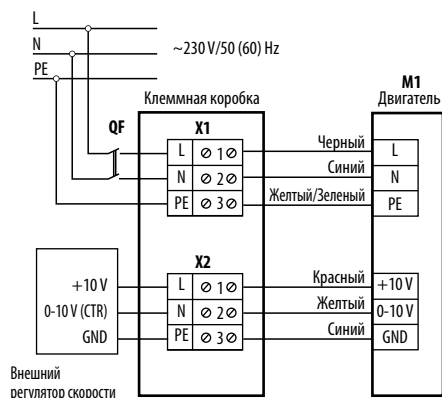 L
N
~230 V/50 (60) Hz
PE
M1
Клеммная коробка
Двигатель
QF
X1
Черный
L
1
L
Синий
N
2
N
Желтый/Зеленый
PE
3
PE
X2
Красный
+10 V
L
1
+10 V
Желтый
0-10 V (CTR)
N
2
0-10 V
Синий
GND
PE
3
GND
Внешний
регулятор скорости